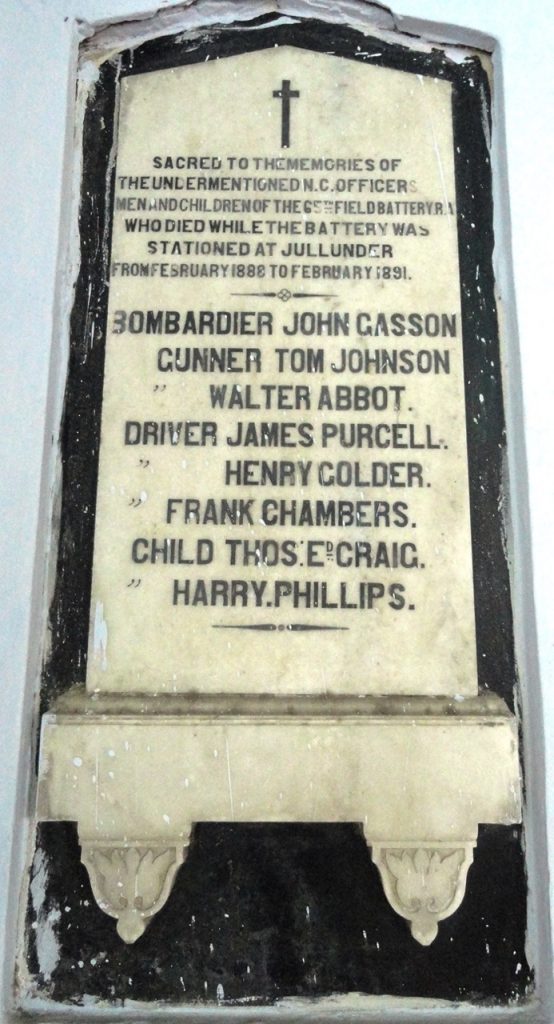 SACRED TO THE MEMORIES OF
THE UNDERMENTIONED N.C.OFFICERS
MEN AND CHILDREN OF THE 65TH FIELD BATTERY.R.A
WHO DIED WHILE THE BATTERY WAS
STATIONED AT JULLUNDER
FROM FEBRUARY 1888 TO FEBRUARY 1891.
BOMBARDIER JOHN GASSON
GUNNER TOM JOHNSON
" WALTER ABBOT.
DRIVER JAMES PURCELL.
" HENRY GOLDER.
" FRANK CHAMBERS.
CHILD THOS. ED. CRAIG.
" HARRY.PHILLIPS.